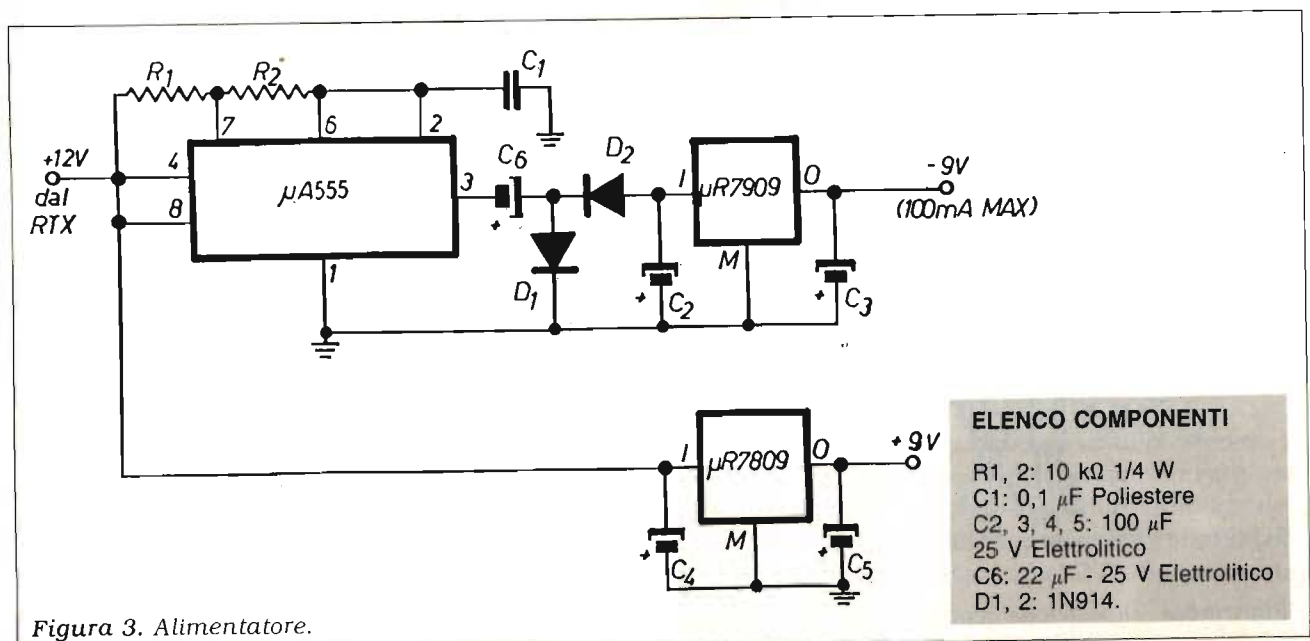 R1
R2
C1
7
6
2
+12V
dal
RTX
4
8
μA555
3
1
C6
+
D2
D1
I
μR7909
O
M
-9V
(100mA MAX)
+
C2
+
C3
I
μR7809
O
M
+9V
+
C4
+
C5
ELENCO COMPONENTI
R1, 2: 10 kΩ 1/4 W
C1: 0,1 μF Poliestere
C2, 3, 4, 5: 100 μF
25 V Elettrolitico
C6: 22 μF - 25 V Elettrolitico
D1, 2: 1N914.
Figura 3. Alimentatore.